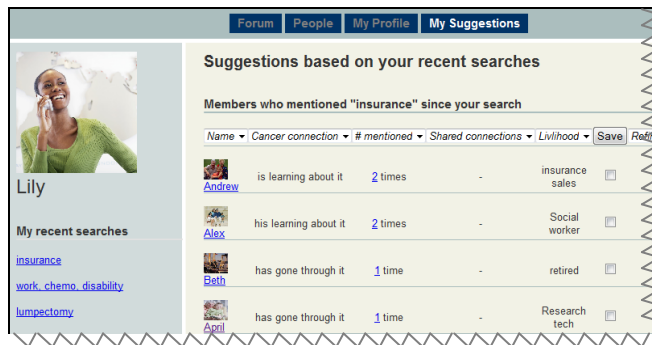 Forum People My Profile My Suggestions
Lily
My recent searches
insurance
work, chemo, disability
lumpectomy
Suggestions based on your recent searches
Members who mentioned "insurance" since your search
Name Cancer connection # mentioned Shared connections Livlihood Save
Andrew is learning about it 2 times - insurance sales
Alex his learning about it 2 times - Social worker
Beth has gone through it 1 time - retired
April has gone through it 1 time - Research tech